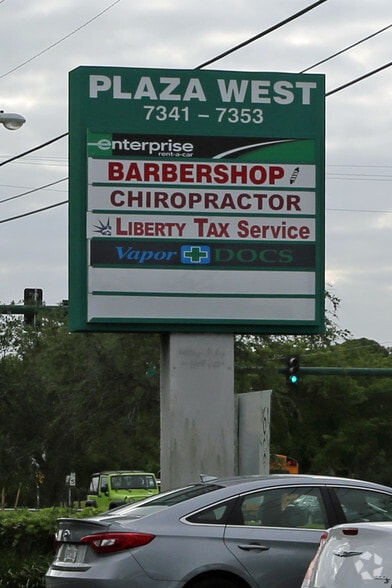 PLAZA WEST
7341 – 7353
enterprise
rent-a-car
BARBERSHOP
CHIROPRACTOR
LIBERTY TAX SERVICE
Vapor DOCS